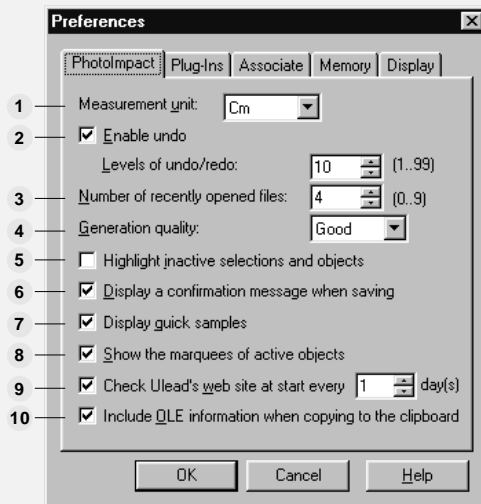 Preferences
PhotoImpact Plug-Ins Associate Memory Display
1 Measurement unit: Cm
2 Enable undo
Levels of undo/redo: 10 (1..99)
3 Number of recently opened files: 4 (0..9)
4 Generation quality: Good
5 Highlight inactive selections and objects
6 Display a confirmation message when saving
7 Display quick samples
8 Show the marquees of active objects
9 Check Ulead's web site at start every 1 day(s)
10 Include OLE information when copying to the clipboard
OK Cancel Help